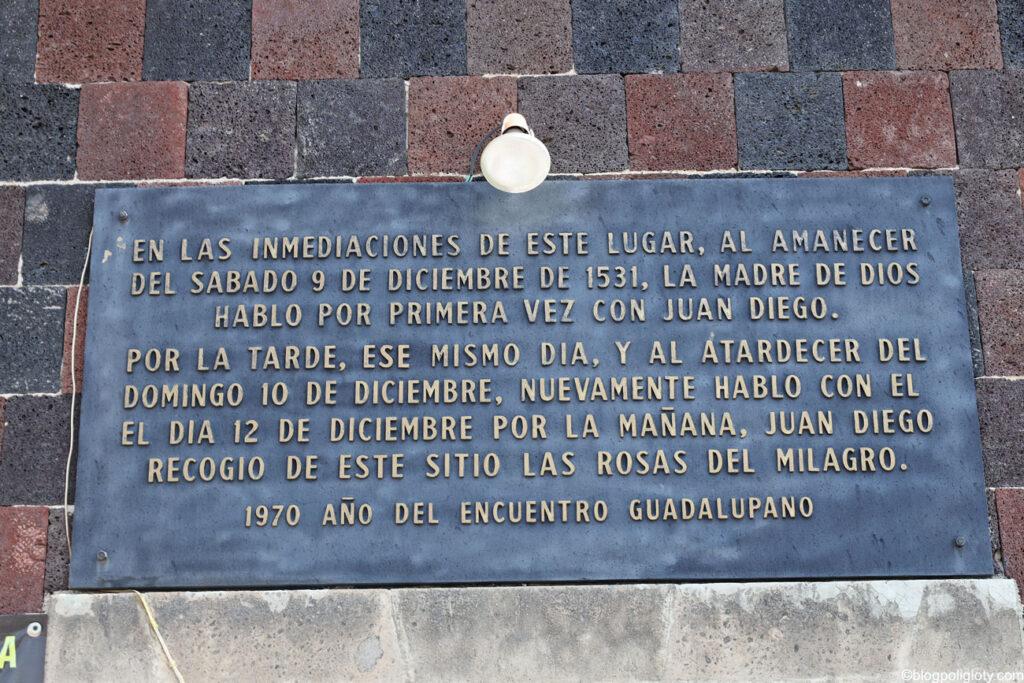 EN LAS INMEDIACIONES DE ESTE LUGAR, AL AMANECER
DEL SABADO 9 DE DICIEMBRE DE 1531, LA MADRE DE DIOS
HABLO POR PRIMERA VEZ CON JUAN DIEGO.
POR LA TARDE, ESE MISMO DIA, Y AL ATARDECER DEL
DOMINGO 10 DE DICIEMBRE, NUEVAMENTE HABLO CON EL
EL DIA 12 DE DICIEMBRE POR LA MAÑANA, JUAN DIEGO
RECOGIO DE ESTE SITIO LAS ROSAS DEL MILAGRO.
1970 AÑO DEL ENCUENTRO GUADALUPANO
A
©blogpoligloty.com